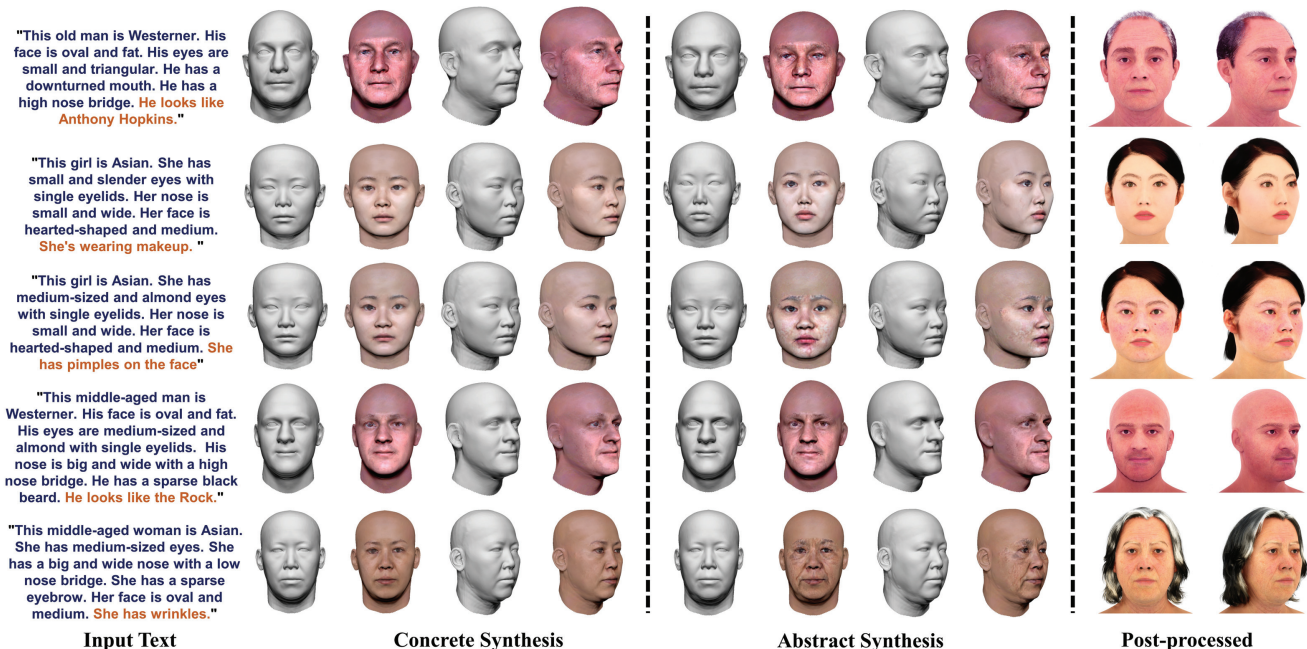 "This old man is Westerner. His
face is oval and fat. His eyes are
small and triangular. He has a
downturned mouth. He has a
high nose bridge. He looks like
Anthony Hopkins."
"This girl is Asian. She has
small and slender eyes with
single eyelids. Her nose is
small and wide. Her face is
hearted-shaped and medium.
She's wearing makeup. "
"This girl is Asian. She has
medium-sized and almond eyes
with single eyelids. Her nose is
small and wide. Her face is
hearted-shaped and medium. She
has pimples on the face"
"This middle-aged man is
Westerner. His face is oval and fat.
His eyes are medium-sized and
almond with single eyelids.  His
nose is big and wide with a high
nose bridge. He has a sparse black
beard. He looks like the Rock."
"This middle-aged woman is Asian.
She has medium-sized eyes. She
has a big and wide nose with a low
nose bridge. She has a sparse
eyebrow. Her face is oval and
medium. She has wrinkles."
Input Text
Concrete Synthesis
Abstract Synthesis
Post-processed